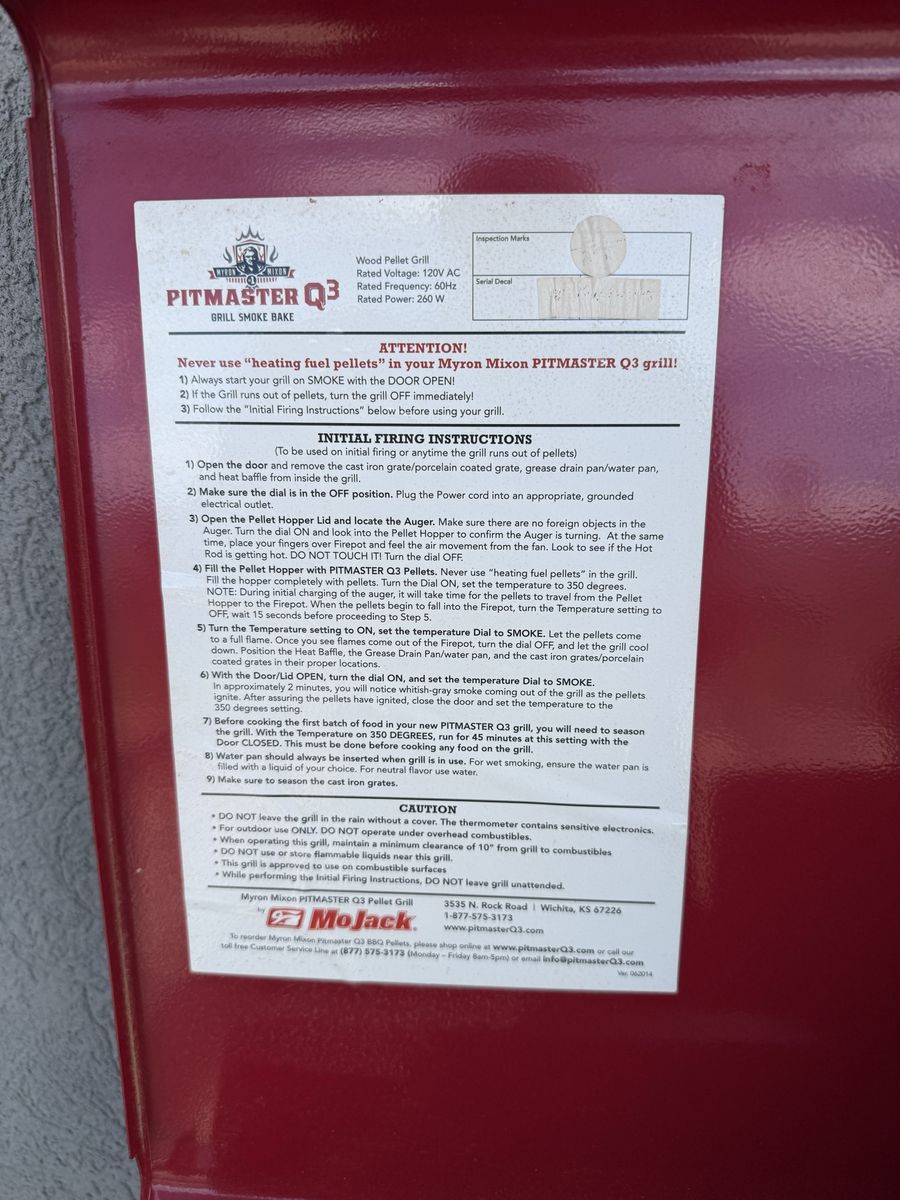 MYRON MIXON
PITMASTER Q3
GRILL SMOKE BAKE
Wood Pellet Grill
Rated Voltage: 120V AC
Rated Frequency: 60Hz
Rated Power: 260 W
Inspection Marks
Serial Decal
ATTENTION!
Never use "heating fuel pellets" in your Myron Mixon PITMASTER Q3 grill!
1) Always start your grill on SMOKE with the DOOR OPEN!
2) If the Grill runs out of pellets, turn the grill OFF immediately!
3) Follow the "Initial Firing Instructions" below before using your grill.
INITIAL FIRING INSTRUCTIONS
(To be used on initial firing or anytime the grill runs out of pellets)
1) Open the door and remove the cast iron grate/porcelain coated grate, grease drain pan/water pan,
and heat baffle from inside the grill.
2) Make sure the dial is in the OFF position. Plug the Power cord into an appropriate, grounded
electrical outlet.
3) Open the Pellet Hopper Lid and locate the Auger. Make sure there are no foreign objects in the
Auger. Turn the dial ON and look into the Pellet Hopper to confirm the Auger is turning. At the same
time, place your fingers over Firepot and feel the air movement from the fan. Look to see if the Hot
Rod is getting hot. DO NOT TOUCH IT! Turn the dial OFF.
4) Fill the Pellet Hopper with PITMASTER Q3 Pellets. Never use "heating fuel pellets" in the grill.
Fill the hopper completely with pellets. Turn the Dial ON, set the temperature to 350 degrees.
NOTE: During initial charging of the auger, it will take time for the pellets to travel from the Pellet
Hopper to the Firepot. When the pellets begin to fall into the Firepot, turn the Temperature setting to
OFF, wait 15 seconds before proceeding to Step 5.
5) Turn the Temperature setting to ON, set the temperature Dial to SMOKE. Let the pellets come
to a full flame. Once you see flames come out of the Firepot, turn the dial OFF, and let the grill cool
down. Position the Heat Baffle, the Grease Drain Pan/water pan, and the cast iron grates/porcelain
coated grates in their proper locations.
6) With the Door/Lid OPEN, turn the dial ON, and set the temperature Dial to SMOKE.
In approximately 2 minutes, you will notice whitish-gray smoke coming out of the grill as the pellets
ignite. After assuring the pellets have ignited, close the door and set the temperature to the
350 degrees setting.
7) Before cooking the first batch of food in your new PITMASTER Q3 grill, you will need to season
the grill. With the Temperature on 350 DEGREES, run for 45 minutes at this setting with the
Door CLOSED. This must be done before cooking any food on the grill.
8) Water pan should always be inserted when grill is in use. For wet smoking, ensure the water pan is
filled with a liquid of your choice. For neutral flavor use water.
9) Make sure to season the cast iron grates.
CAUTION
• DO NOT leave the grill in the rain without a cover. The thermometer contains sensitive electronics.
• For outdoor use ONLY. DO NOT operate under overhead combustibles.
• When operating this grill, maintain a minimum clearance of 10" from grill to combustibles
• DO NOT use or store flammable liquids near this grill.
• This grill is approved to use on combustible surfaces
• While performing the Initial Firing Instructions, DO NOT leave grill unattended.
Myron Mixon PITMASTER Q3 Pellet Grill
by MoJack
3535 N. Rock Road | Wichita, KS 67226
1-877-575-3173
www.pitmasterQ3.com
To reorder Myron Mixon Pitmaster Q3 BBQ Pellets, please shop online at www.pitmasterQ3.com or call our
toll free Customer Service Line at (877) 575-3173 (Monday – Friday 8am-5pm) or email info@pitmasterQ3.com
Ver. 062014